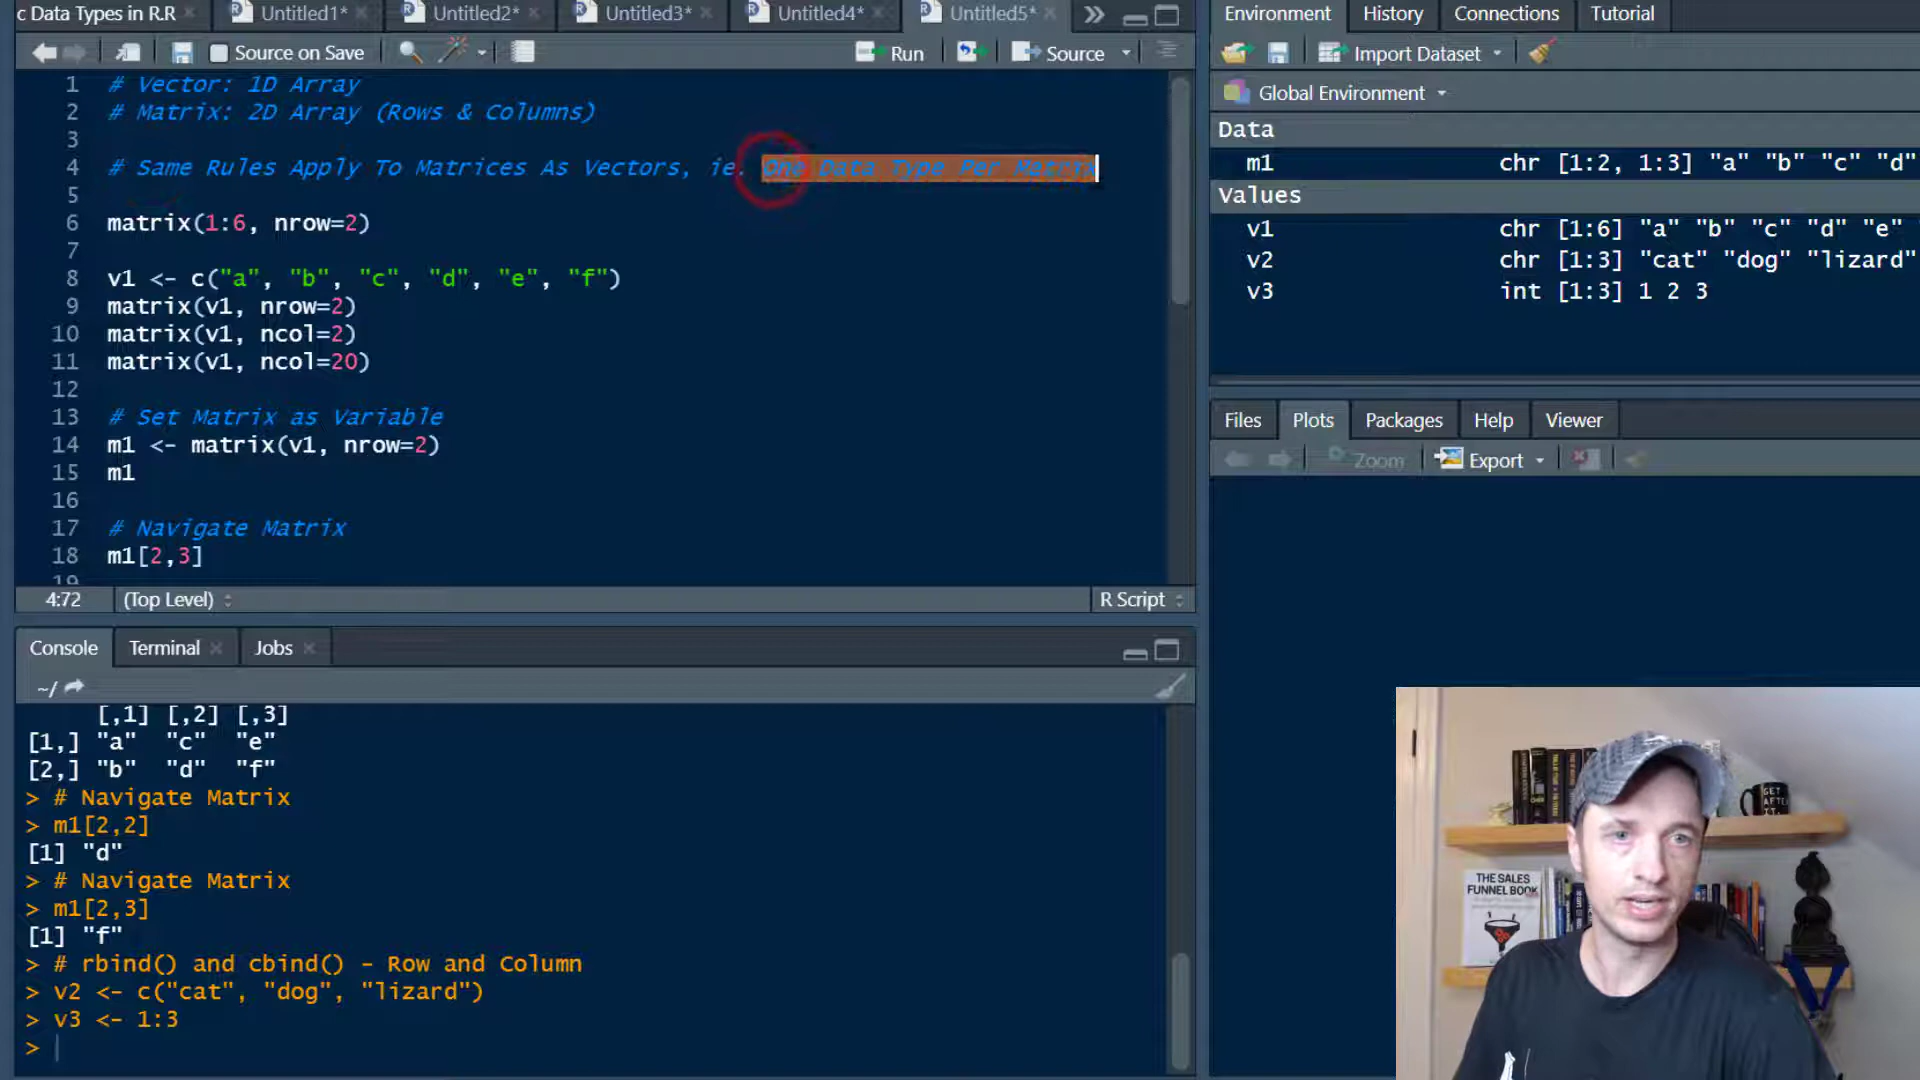 c Data Types in R.R
Untitled1*
Untitled2*
Untitled3*
Untitled4*
Untitled5*
Source on Save
Run
Source
1 # Vector: 1D Array
2 # Matrix: 2D Array (Rows & Columns)
3
4 # Same Rules Apply To Matrices As Vectors, ie. One Data Type Per Matrix
5
6 matrix(1:6, nrow=2)
7
8 v1 <- c("a", "b", "c", "d", "e", "f")
9 matrix(v1, nrow=2)
10 matrix(v1, ncol=2)
11 matrix(v1, ncol=20)
12
13 # Set Matrix as Variable
14 m1 <- matrix(v1, nrow=2)
15 m1
16
17 # Navigate Matrix
18 m1[2,3]
19
4:72 (Top Level) R Script
Console Terminal Jobs
~/
[,1] [,2] [,3]
[1,] "a" "c" "e"
[2,] "b" "d" "f"
> # Navigate Matrix
> m1[2,2]
[1] "d"
> # Navigate Matrix
> m1[2,3]
[1] "f"
> # rbind() and cbind() - Row and Column
> v2 <- c("cat", "dog", "lizard")
> v3 <- 1:3
>
Environment History Connections Tutorial
Import Dataset
Global Environment
Data
m1 chr [1:2, 1:3] "a" "b" "c" "d"
Values
v1 chr [1:6] "a" "b" "c" "d" "e"
v2 chr [1:3] "cat" "dog" "lizard"
v3 int [1:3] 1 2 3
Files Plots Packages Help Viewer
Zoom Export
GET
AFTER
IT.
THE SALES
FUNNEL BOOK